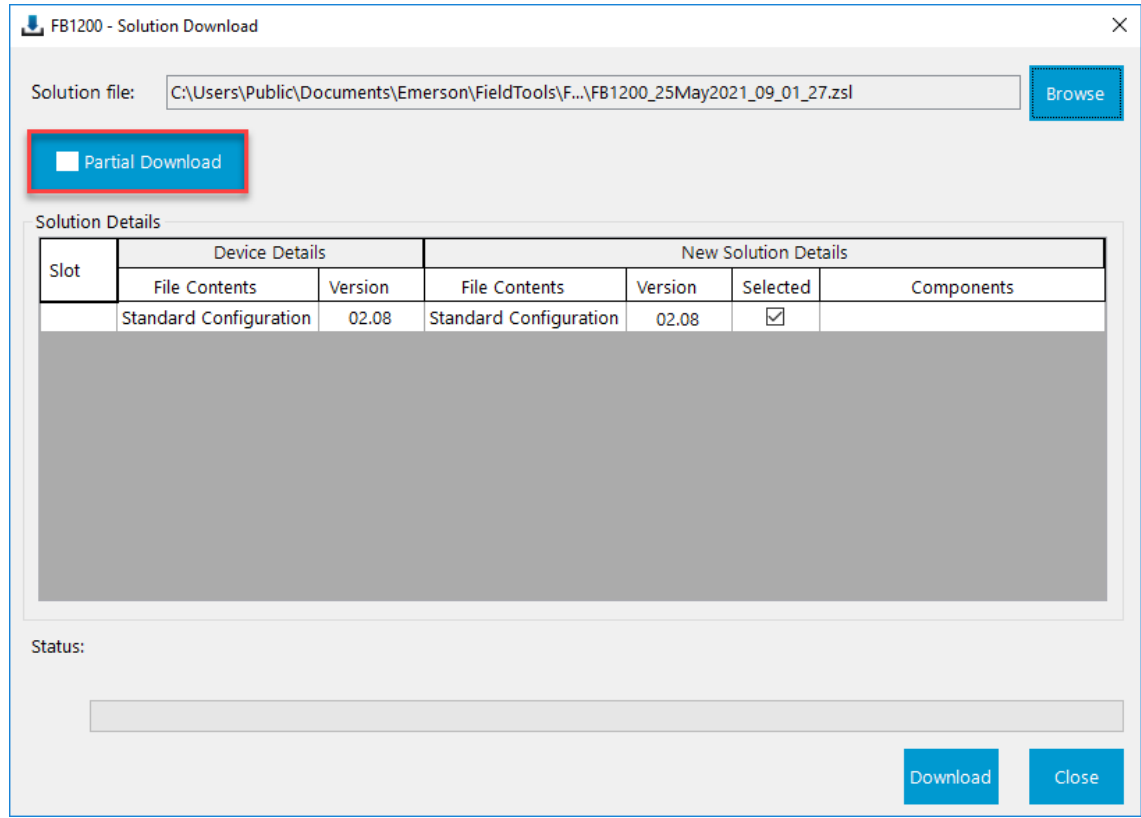 FB1200 - Solution Download
Solution file: C:\Users\Public\Documents\Emerson\FieldTools\F...\FB1200_25May2021_09_01_27.zsl Browse
Partial Download
Solution Details
Slot Device Details New Solution Details
File Contents Version File Contents Version Selected Components
Standard Configuration 02.08 Standard Configuration 02.08
Status:
Download Close